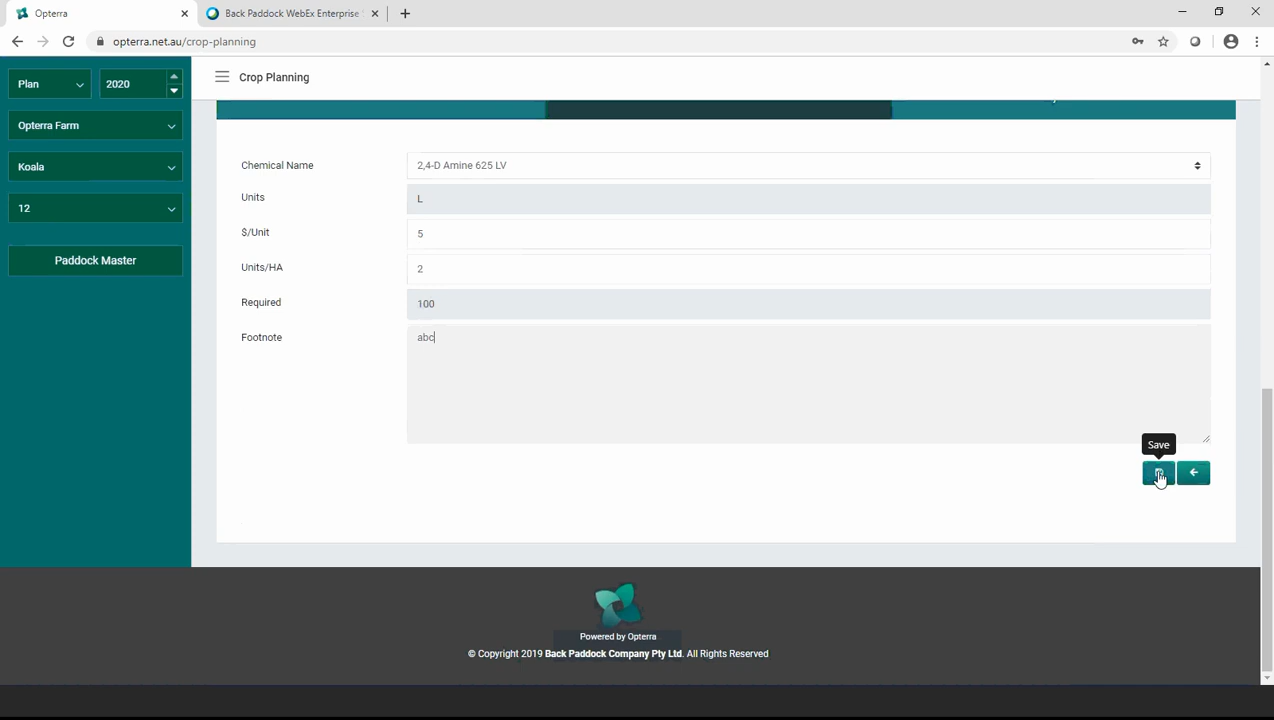 Opterra
Back Paddock WebEx Enterprise
opterra.net.au/crop-planning
Plan
2020
Crop Planning
Opterra Farm
Koala
12
Paddock Master
Chemical Name
2,4-D Amine 625 LV
Units
L
$/Unit
5
Units/HA
2
Required
100
Footnote
abc
Save
Powered by Opterra
© Copyright 2019 Back Paddock Company Pty Ltd. All Rights Reserved